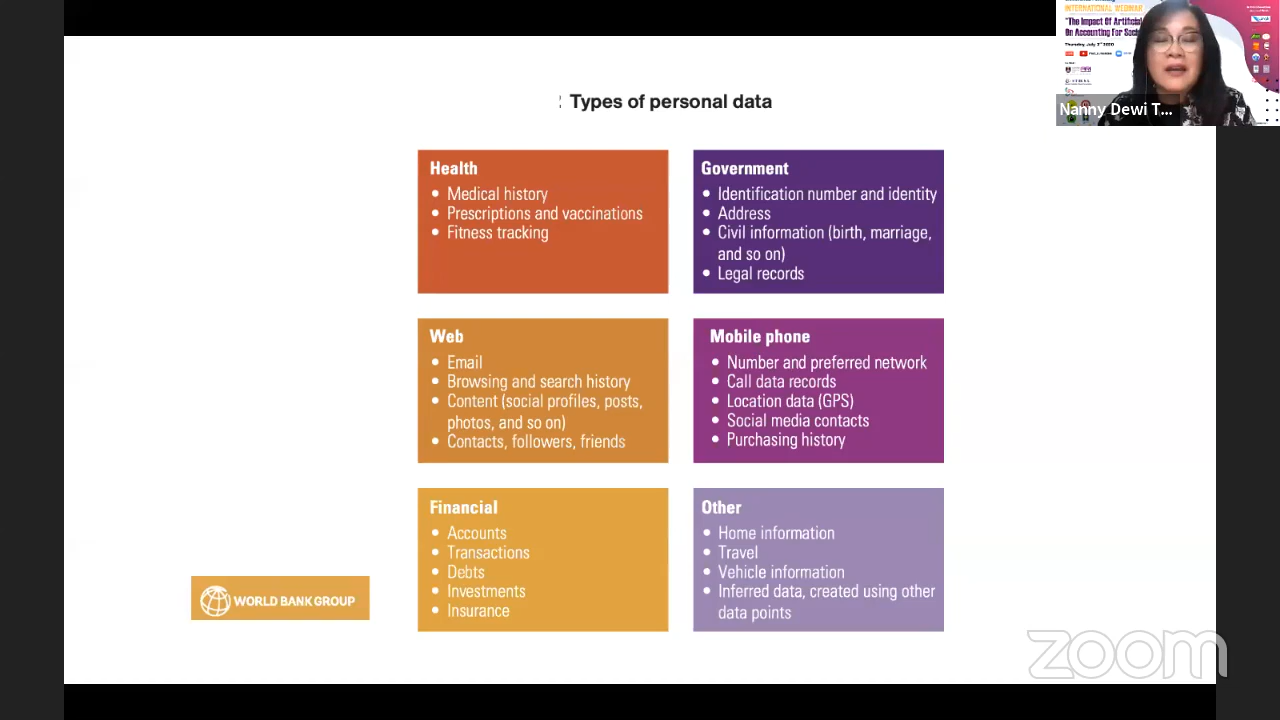 INTERNATIONAL WEBINAR
"The Impact Of Artificial
On Accounting For Soci
Thursday, July 2nd 2020
Nanny Dewi T...
Types of personal data
Health
• Medical history
• Prescriptions and vaccinations
• Fitness tracking
Government
• Identification number and identity
• Address
• Civil information (birth, marriage,
and so on)
• Legal records
Web
• Email
• Browsing and search history
• Content (social profiles, posts,
photos, and so on)
• Contacts, followers, friends
Mobile phone
• Number and preferred network
• Call data records
• Location data (GPS)
• Social media contacts
• Purchasing history
Financial
• Accounts
• Transactions
• Debts
• Investments
• Insurance
Other
• Home information
• Travel
• Vehicle information
• Inferred data, created using other
data points
WORLD BANK GROUP
zoom